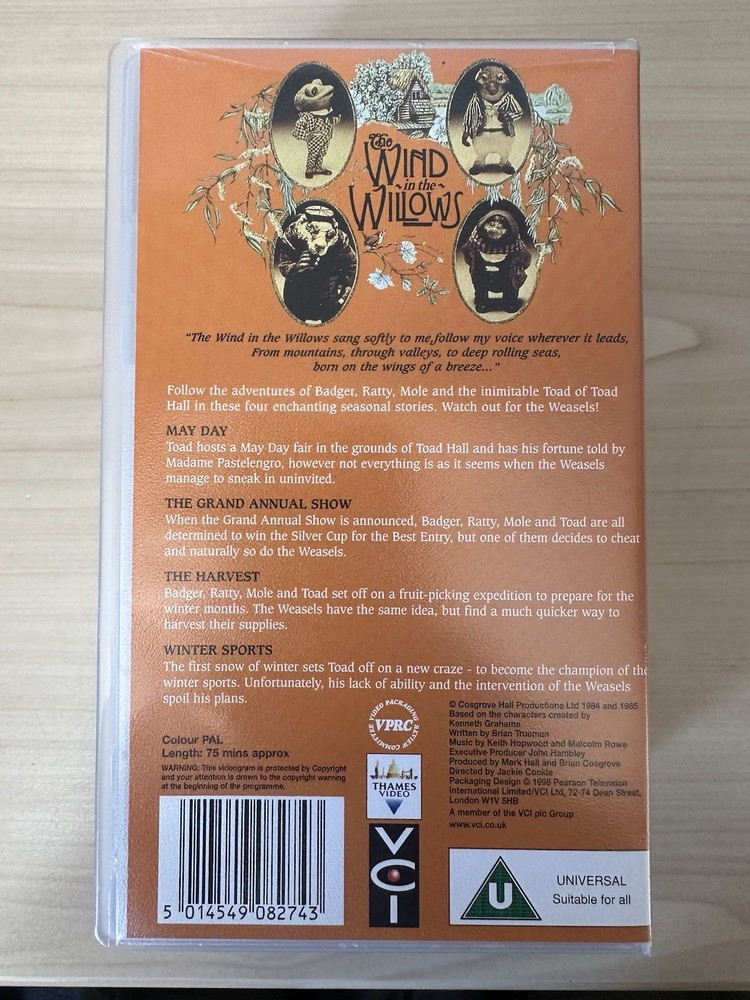 The
WIND
in the
WILLOWS
"The Wind in the Willows sang softly to me,follow my voice wherever it leads,
From mountains, through valleys, to deep rolling seas,
born on the wings of a breeze..."
Follow the adventures of Badger, Ratty, Mole and the inimitable Toad of Toad
Hall in these four enchanting seasonal stories. Watch out for the Weasels!
MAY DAY
Toad hosts a May Day fair in the grounds of Toad Hall and has his fortune told by
Madame Pastelengro, however not everything is as it seems when the Weasels
manage to sneak in uninvited.
THE GRAND ANNUAL SHOW
When the Grand Annual Show is announced, Badger, Ratty, Mole and Toad are all
determined to win the Silver Cup for the Best Entry, but one of them decides to cheat
and naturally so do the Weasels.
THE HARVEST
Badger, Ratty, Mole and Toad set off on a fruit-picking expedition to prepare for the
winter months. The Weasels have the same idea, but find a much quicker way to
harvest their supplies.
WINTER SPORTS
The first snow of winter sets Toad off on a new craze - to become the champion of the
winter sports. Unfortunately, his lack of ability and the intervention of the Weasels
spoil his plans.
Colour PAL
Length: 75 mins approx
WARNING: This videogram is protected by Copyright
and your attention is drawn to the copyright warning
at the beginning of the programme.
5 014549 082743
VIDEO PACKAGING REVIEW COMMITTEE
VPRC
THAMES
VIDEO
VCI
© Cosgrove Hall Productions Ltd 1984 and 1985
Based on the characters created by
Kenneth Grahame
Written by Brian Trueman
Music by Keith Hopwood and Malcolm Rowe
Executive Producer John Hambley
Produced by Mark Hall and Brian Cosgrove
Directed by Jackie Cockle
Packaging Design © 1998 Pearson Television
International Limited/VCI Ltd, 72-74 Dean Street,
London W1V 5HB
A member of the VCI plc Group
www.vci.co.uk
U
UNIVERSAL
Suitable for all